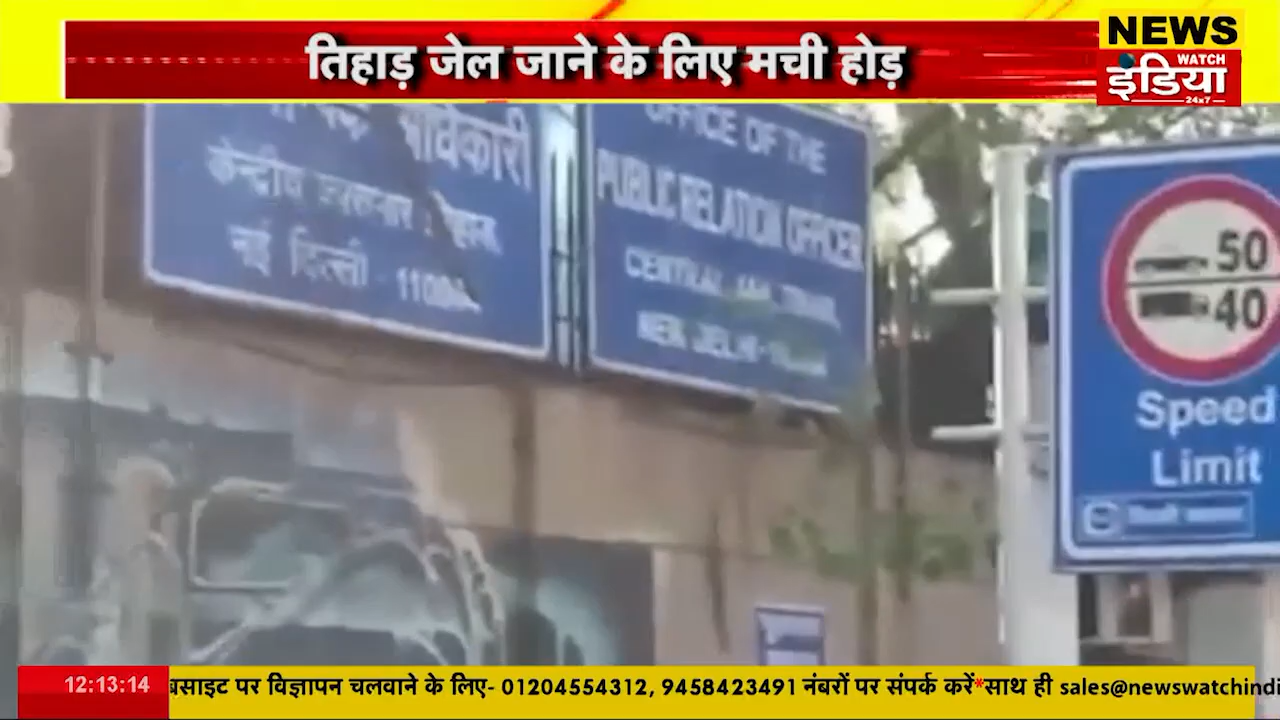 तिहाड़ जेल जाने के लिए मची होड़
NEWS
WATCH
इंडिया
24x7
अधिकारी
नई दिल्ली
OFFICE OF THE
PUBLIC RELATION OFFICER
CENTRAL
NEW DELHI
50
40
Speed
Limit
12:13:14
बसाइट पर विज्ञापन चलवाने के लिए- 01204554312, 9458423491 नंबरों पर संपर्क करें*साथ ही sales@newswatchindi